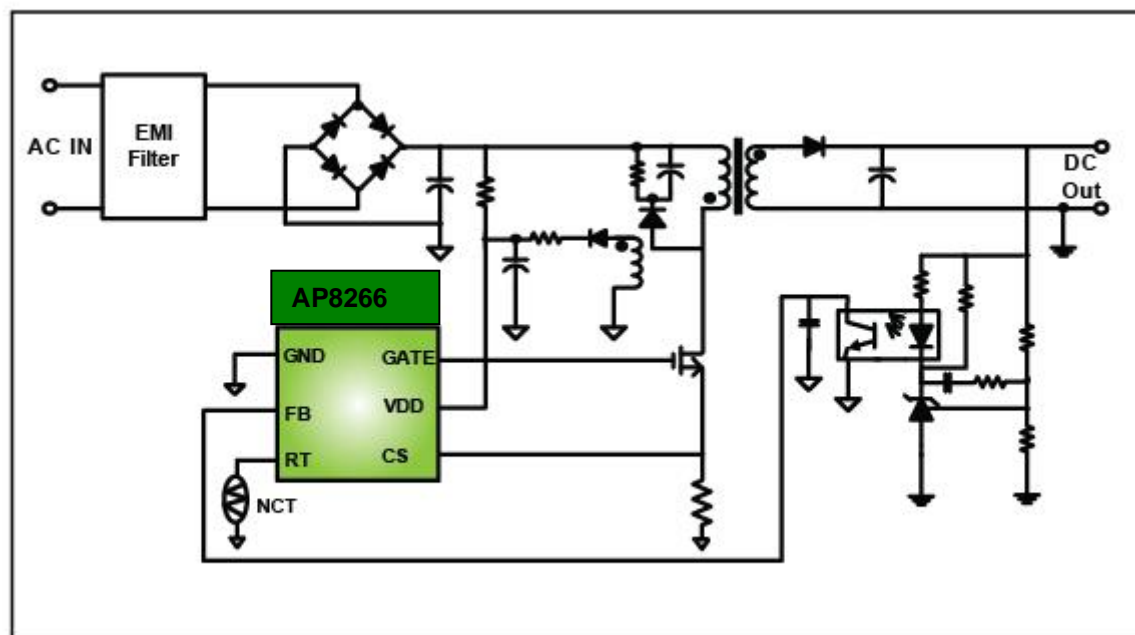 AC IN
EMI
Filter
DC
Out
AP8266
GND
GATE
FB
VDD
RT
CS
NCT